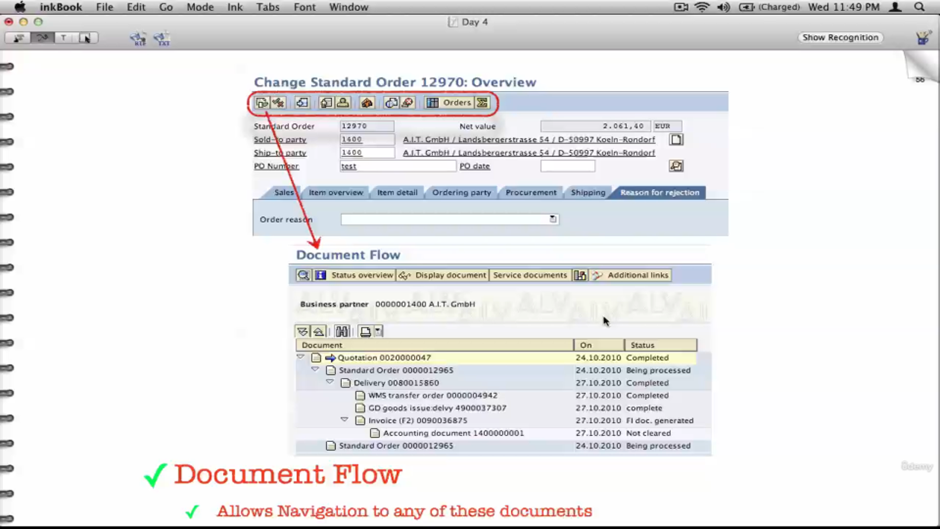 inkBook File Edit Go Mode Ink Tabs Font Window (Charged) Wed 11:49 PM
Day 4
T KIT TXT Show Recognition
86
Change Standard Order 12970: Overview
Orders
Standard Order 12970 Net value 2.061,40 EUR
Sold-to party 1400 A.I.T. GmbH / Landsbergerstrasse 54 / D-50997 Koeln-Rondorf
Ship-to party 1400 A.I.T. GmbH / Landsbergerstrasse 54 / D-50997 Koeln-Rondorf
PO Number test PO date
Sales Item overview Item detail Ordering party Procurement Shipping Reason for rejection
Order reason
Document Flow
Status overview Display document Service documents Additional links
ALV ALV ALV ALV
Business partner 0000001400 A.I.T. GmbH
Document On Status
Quotation 0020000047 24.10.2010 Completed
Standard Order 0000012965 24.10.2010 Being processed
Delivery 0080015860 27.10.2010 Completed
WMS transfer order 0000004942 27.10.2010 Completed
GD goods issue:delvy 4900037307 27.10.2010 complete
Invoice (F2) 0090036875 27.10.2010 FI doc. generated
Accounting document 1400000001 27.10.2010 Not cleared
Standard Order 0000012965 24.10.2010 Being processed
Document Flow
Allows Navigation to any of these documents
Udemy